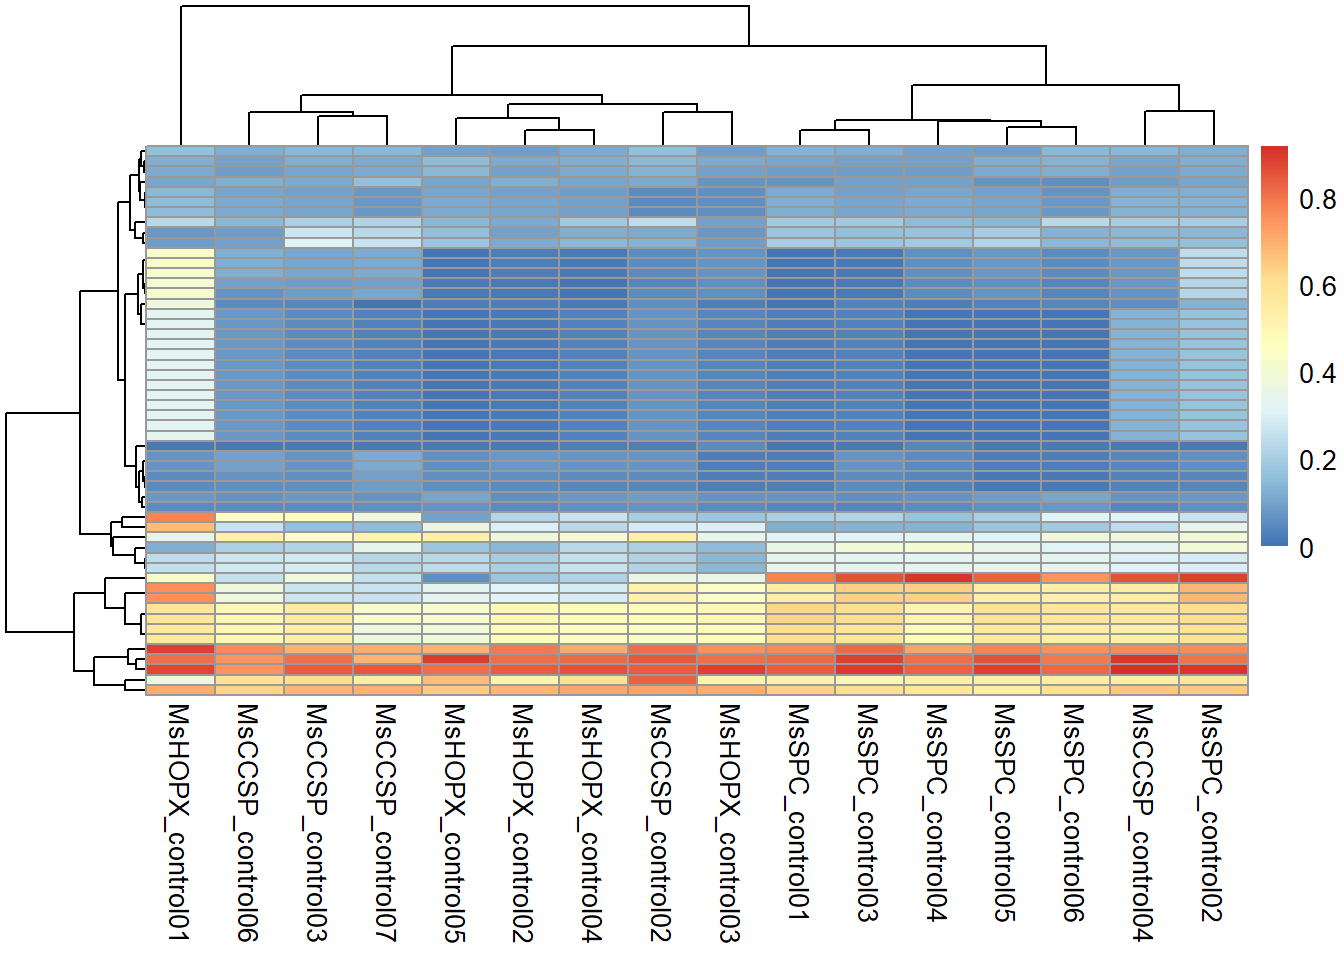 0.8
0.6
0.4
0.2
0
MsHOPX_control01
MsCCSP_control06
MsCCSP_control03
MsCCSP_control07
MsHOPX_control05
MsHOPX_control02
MsHOPX_control04
MsCCSP_control02
MsHOPX_control03
MsSPC_control01
MsSPC_control03
MsSPC_control04
MsSPC_control05
MsSPC_control06
MsCCSP_control04
MsSPC_control02